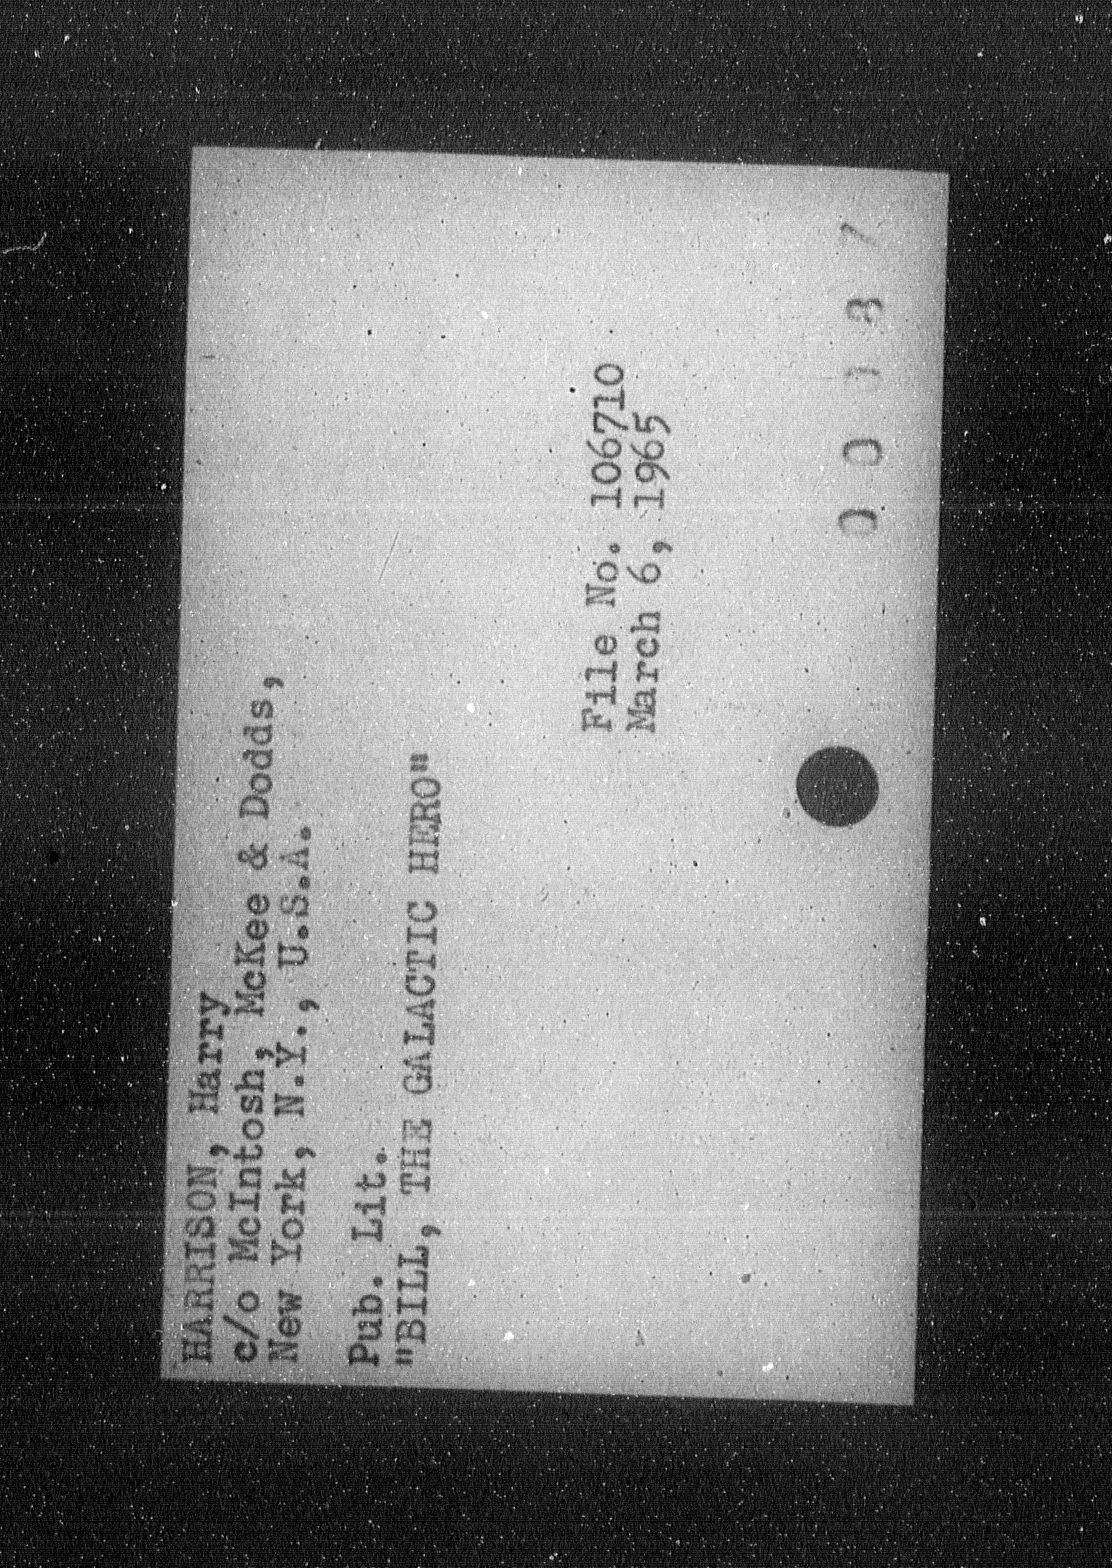 HARRISON, Harry
c/o McIntosh, McKee & Dodds,
New York, N.Y., U.S.A.
Pub. Lit.
"BILL, THE GALACTIC HERO"
File No. 106710
March 6, 1965